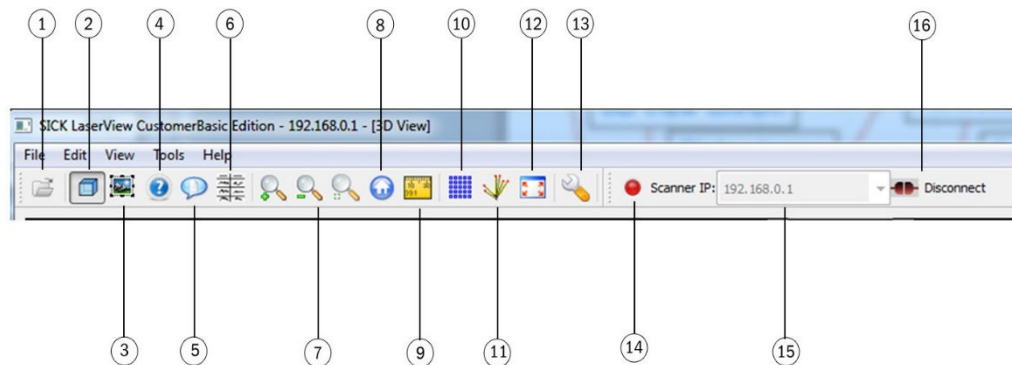 1 2 4 6 8 10 12 13 16
SICK LaserView CustomerBasic Edition - 192.168.0.1 - [3D View]
File Edit View Tools Help
Scanner IP: 192.168.0.1 Disconnect
3 5 7 9 11 14 15